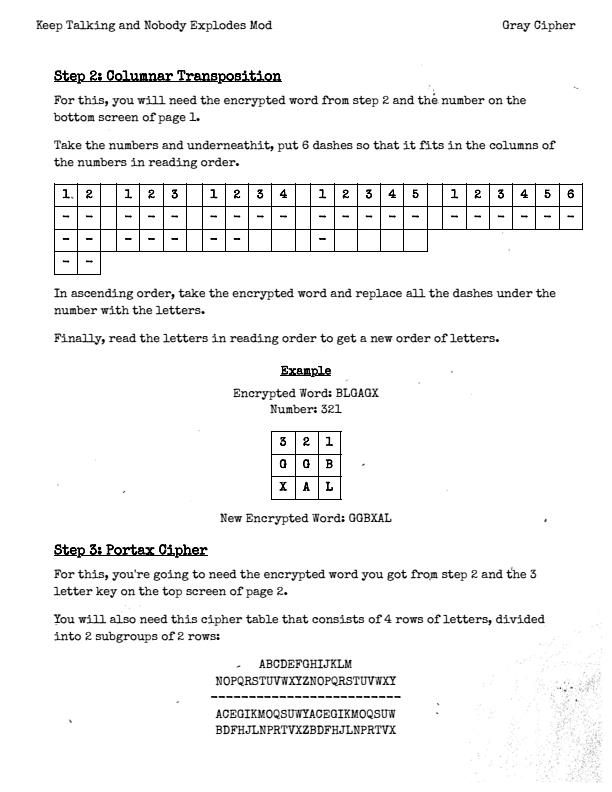 Keep Talking and Nobody Explodes Mod Gray Cipher
Step 2: Columnar Transposition
For this, you will need the encrypted word from step 2 and the number on the
bottom screen of page 1.
Take the numbers and underneathit, put 6 dashes so that it fits in the columns of
the numbers in reading order.
1. 2 1 2 3 1 2 3 4 1 2 3 4 5 1 2 3 4 5 6
- - - - - - - - - - - - - - - - - - - -
- - - - - - - -
- -
In ascending order, take the encrypted word and replace all the dashes under the
number with the letters.
Finally, read the letters in reading order to get a new order of letters.
Example
Encrypted Word: BLGAGX
Number: 321
3 2 1
G G B
X A L
New Encrypted Word: GGBXAL
Step 3: Portax Cipher
For this, you're going to need the encrypted word you got from step 2 and the 3
letter key on the top screen of page 2.
You will also need this cipher table that consists of 4 rows of letters, divided
into 2 subgroups of 2 rows:
ABCDEFGHIJKLM
NOPQRSTUVWXYZNOPQRSTUVWXY
-------------------------
ACEGIKMOQSUWYACEGIKMOQSUW
BDFHJLNPRTVXZBDFHJLNPRTVX